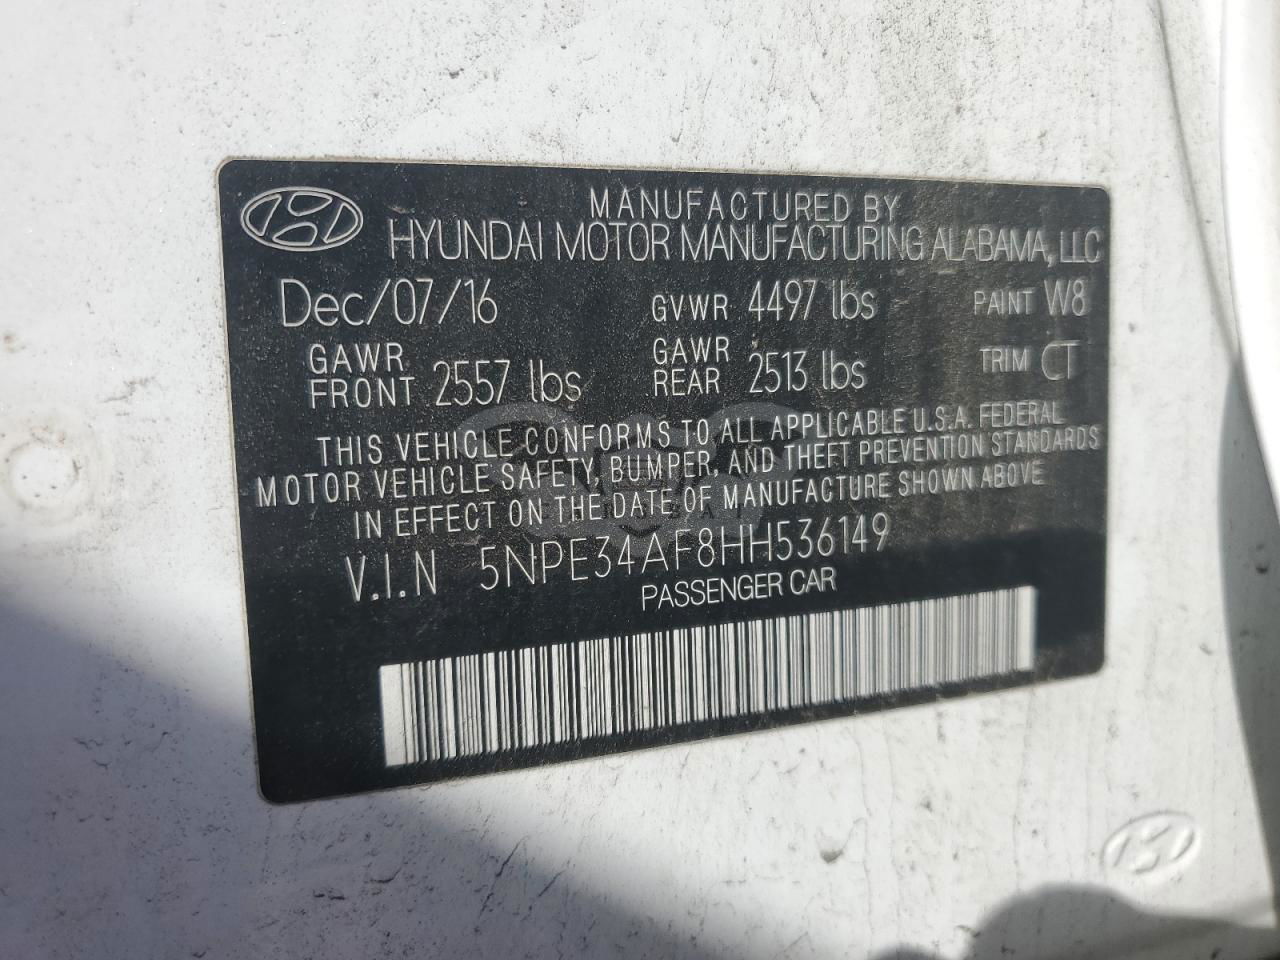 MANUFACTURED BY
HYUNDAI MOTOR MANUFACTURING ALABAMA, LLC
Dec/07/16 GVWR 4497 lbs PAINT W8
GAWR FRONT 2557 lbs GAWR REAR 2513 lbs TRIM CT
THIS VEHICLE CONFORMS TO ALL APPLICABLE U.S.A. FEDERAL
MOTOR VEHICLE SAFETY, BUMPER, AND THEFT PREVENTION STANDARDS
IN EFFECT ON THE DATE OF MANUFACTURE SHOWN ABOVE
V.I.N 5NPE34AF8HH536149
PASSENGER CAR